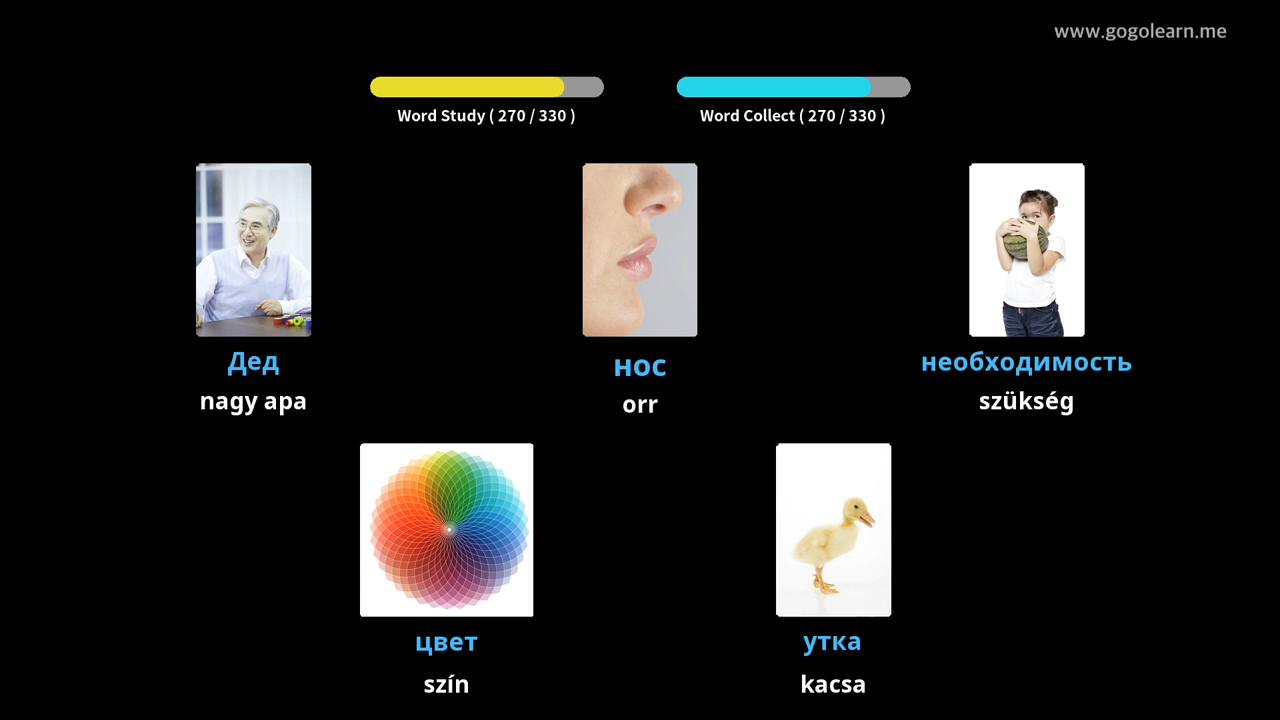 www.gogolearn.me
Word Study ( 270 / 330 )
Word Collect ( 270 / 330 )
Дед
nagy apa
нос
orr
необходимость
szükség
цвет
szín
утка
kacsa